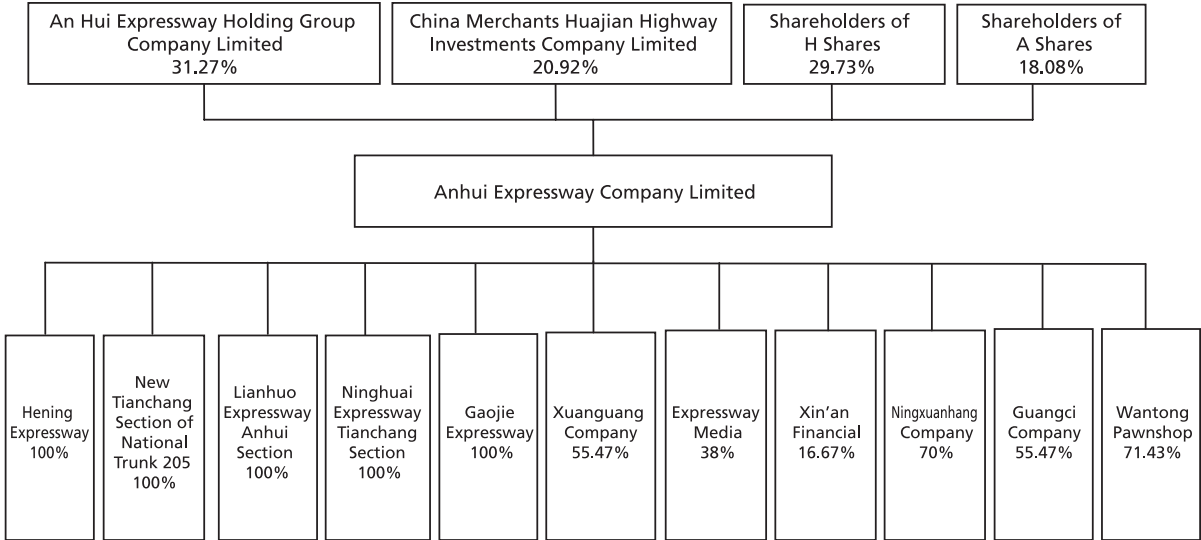 An Hui Expressway Holding Group
Company Limited
31.27%
China Merchants Huajian Highway
Investments Company Limited
20.92%
Shareholders of
H Shares
29.73%
Shareholders of
A Shares
18.08%
Anhui Expressway Company Limited
Hening
Expressway
100%
New
Tianchang
Section of
National
Trunk 205
100%
Lianhuo
Expressway
Anhui
Section
100%
Ninghuai
Expressway
Tianchang
Section
100%
Gaojie
Expressway
100%
Xuanguang
Company
55.47%
Expressway
Media
38%
Xin’an
Financial
16.67%
Ningxuanhang
Company
70%
Guangci
Company
55.47%
Wantong
Pawnshop
71.43%